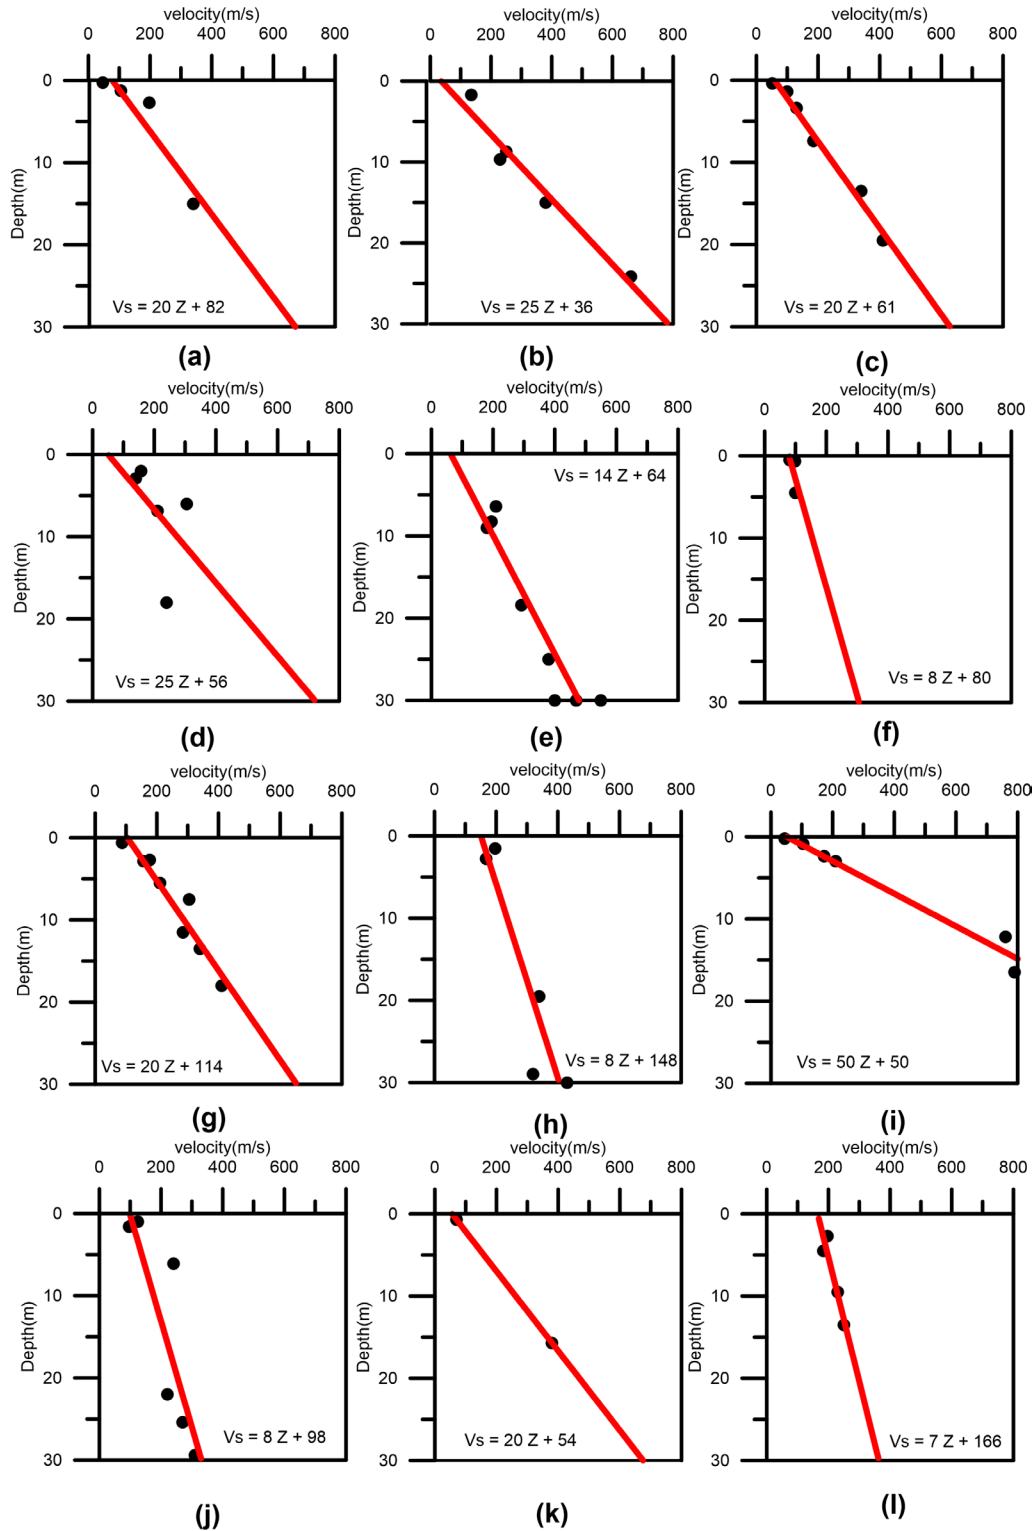 velocity(m/s) velocity(m/s) velocity(m/s)
0 200 400 600 800 0 200 400 600 800 0 200 400 600 800
0 0 0
10 10 10
Depth(m) Depth(m) Depth(m)
20 20 20
Vs = 20 Z + 82 Vs = 25 Z + 36 Vs = 20 Z + 61
30 30 30
(a) (b) (c)
velocity(m/s) velocity(m/s) velocity(m/s)
0 200 400 600 800 0 200 400 600 800 0 200 400 600 800
0 0 0
Vs = 14 Z + 64
10 10 10
Depth(m) Depth(m) Depth(m)
20 20 20
Vs = 25 Z + 56 Vs = 8 Z + 80
30 30 30
(d) (e) (f)
velocity(m/s) velocity(m/s) velocity(m/s)
0 200 400 600 800 0 200 400 600 800 0 200 400 600 800
0 0 0
10 10 10
Depth(m) Depth(m) Depth(m)
20 20 20
Vs = 20 Z + 114 Vs = 8 Z + 148 Vs = 50 Z + 50
30 30 30
(g) (h) (i)
velocity(m/s) velocity(m/s) velocity(m/s)
0 200 400 600 800 0 200 400 600 800 0 200 400 600 800
0 0 0
10 10 10
Depth(m) Depth(m) Depth(m)
20 20 20
Vs = 8 Z + 98 Vs = 20 Z + 54 Vs = 7 Z + 166
30 30 30
(j) (k) (l)